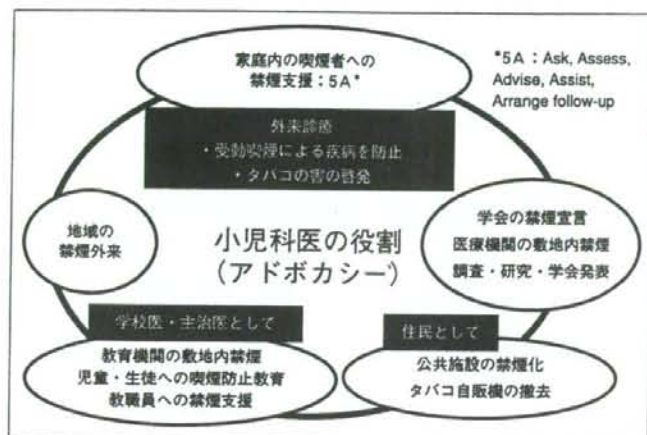 家庭内の喫煙者への
禁煙支援:5A*
*5A:Ask, Assess,
Advise, Assist,
Arrange follow-up
外来診療
・受動喫煙による疾病を防止
・タバコの害の啓発
地域の
禁煙外来
小児科医の役割
(アドボカシー)
学会の禁煙宣言
医療機関の敷地内禁煙
調査・研究・学会発表
学校医・主治医として
教育機関の敷地内禁煙
児童・生徒への喫煙防止教育
教職員への禁煙支援
住民として
公共施設の禁煙化
タバコ自販機の撤去